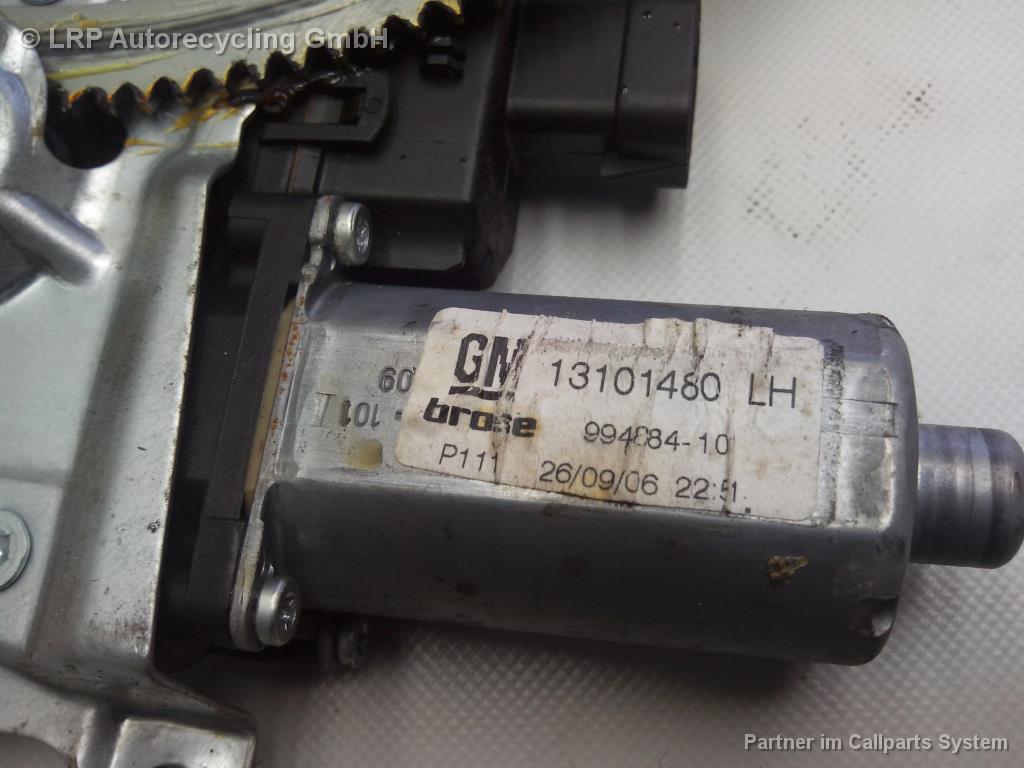 © LRP Autorecycling GmbH
GM 13101480 LH
brose 994884-10
P111 26/09/06 22:51
Partner im Callparts System